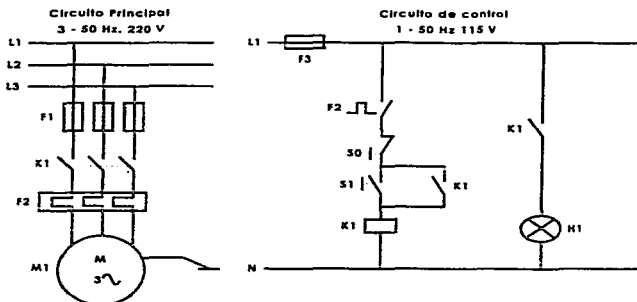 Circuito Principal
3 - 50 Hz. 220 V
L1
L2
L3
F1
K1
F2
M1
M
3
Circuito de control
1 - 50 Hz 115 V
L1
F3
F2
S0
S1
K1
K1
K1
H1
N